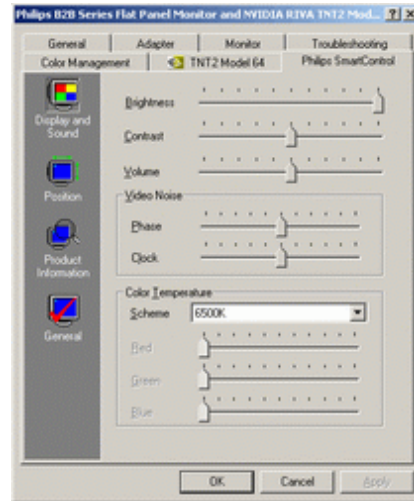 Philips B2B Series Flat Panel Monitor and NVIDIA RIVA TNT2 Mod...
General Adapter Monitor Troubleshooting
Color Management TNT2 Model 64 Philips SmartControl
Display and
Sound
Position
Product
Information
General
Brightness
Contrast
Volume
Video Noise
Phase
Clock
Color Temperature
Scheme 6500K
Red
Green
Blue
OK Cancel Apply